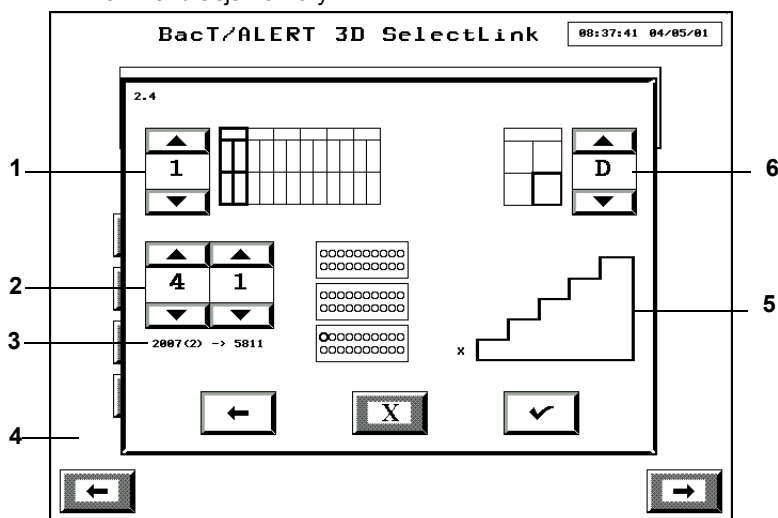 BacT/ALERT 3D SelectLink 08:37:41 04/05/01
2.4
1 1 D 6
2 4 1 5
3 2007(2) -> 5811
x
4
X